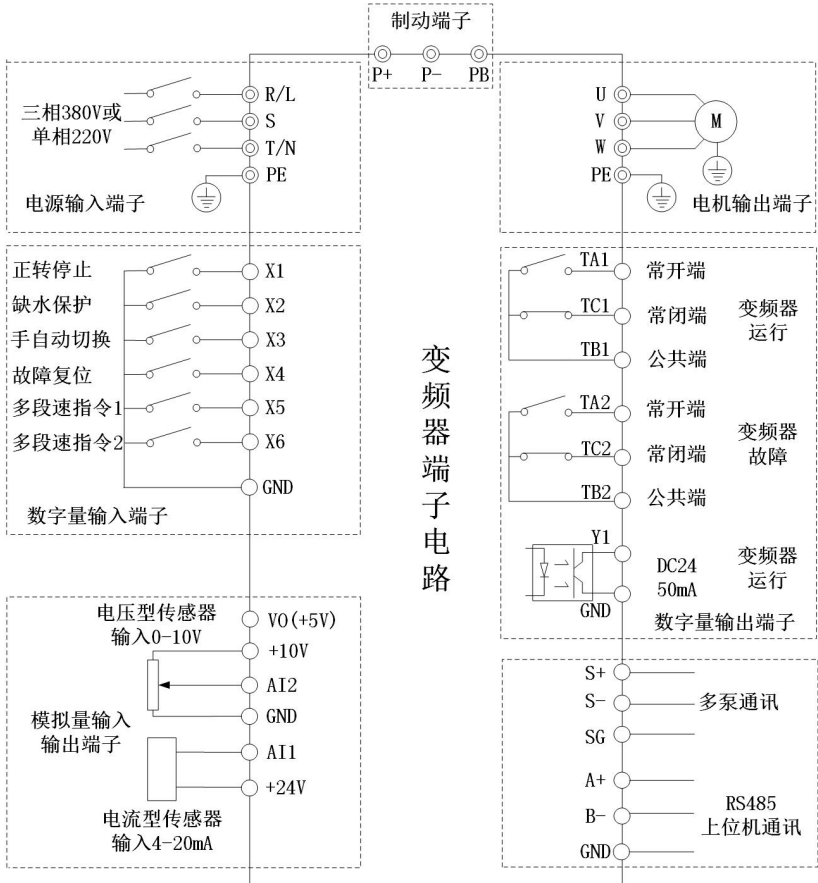 制动端子
P+ P- PB
三相380V或
单相220V
R/L
S
T/N
PE
电源输入端子
U
V
W
PE
M
电机输出端子
正转停止 X1
缺水保护 X2
手自动切换 X3
故障复位 X4
多段速指令1 X5
多段速指令2 X6
GND
数字量输入端子
变频器端子电路
TA1 常开端
TC1 常闭端
TB1 公共端
变频器
运行
TA2 常开端
TC2 常闭端
TB2 公共端
变频器
故障
Y1
GND
DC24
50mA
变频器
运行
数字量输出端子
电压型传感器
输入0-10V
VO(+5V)
+10V
AI2
GND
AI1
+24V
模拟量输入
输出端子
电流型传感器
输入4-20mA
S+
S-
SG
多泵通讯
A+
B-
GND
RS485
上位机通讯